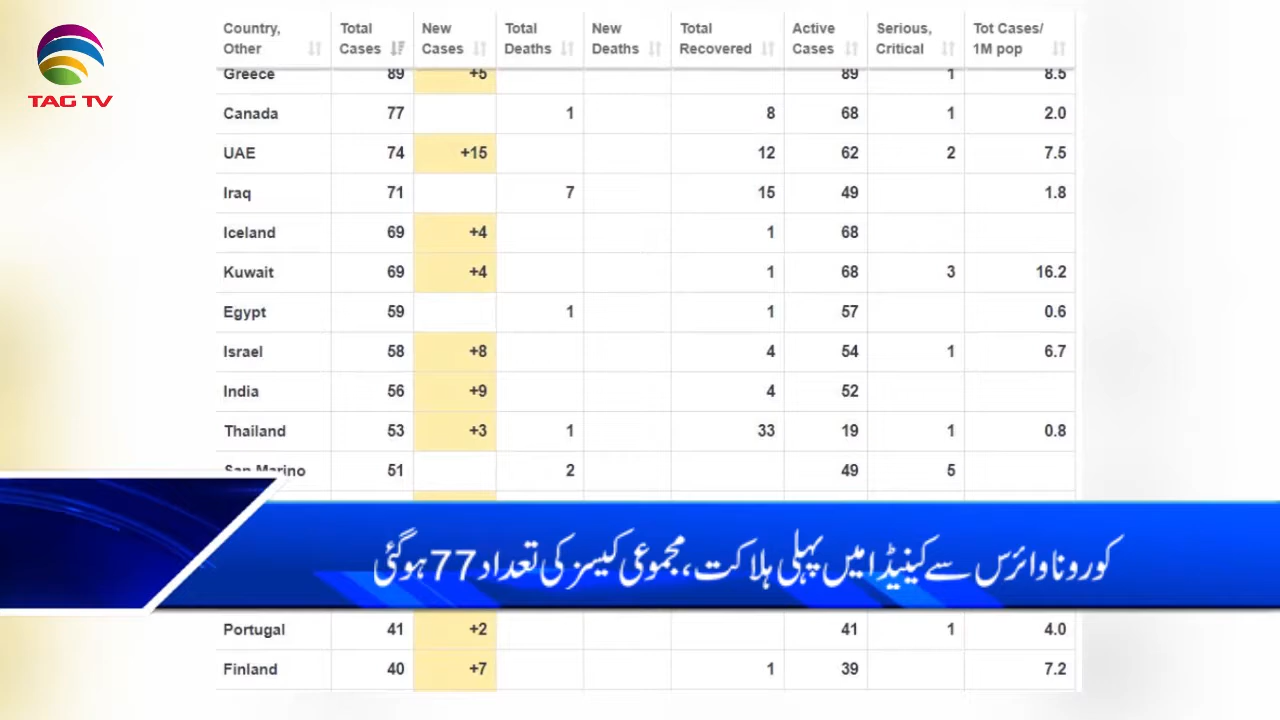 TAG TV
Country, Other Total Cases New Cases Total Deaths New Deaths Total Recovered Active Cases Serious, Critical Tot Cases/ 1M pop
Greece 89 +5 89 1 8.5
Canada 77 1 8 68 1 2.0
UAE 74 +15 12 62 2 7.5
Iraq 71 7 15 49 1.8
Iceland 69 +4 1 68
Kuwait 69 +4 1 68 3 16.2
Egypt 59 1 1 57 0.6
Israel 58 +8 4 54 1 6.7
India 56 +9 4 52
Thailand 53 +3 1 33 19 1 0.8
San Marino 51 2 49 5
کورونا وائرس سے کینیڈا میں پہلی ہلاکت، مجموعی کیسز کی تعداد 77 ہوگئی
Portugal 41 +2 41 1 4.0
Finland 40 +7 1 39 7.2